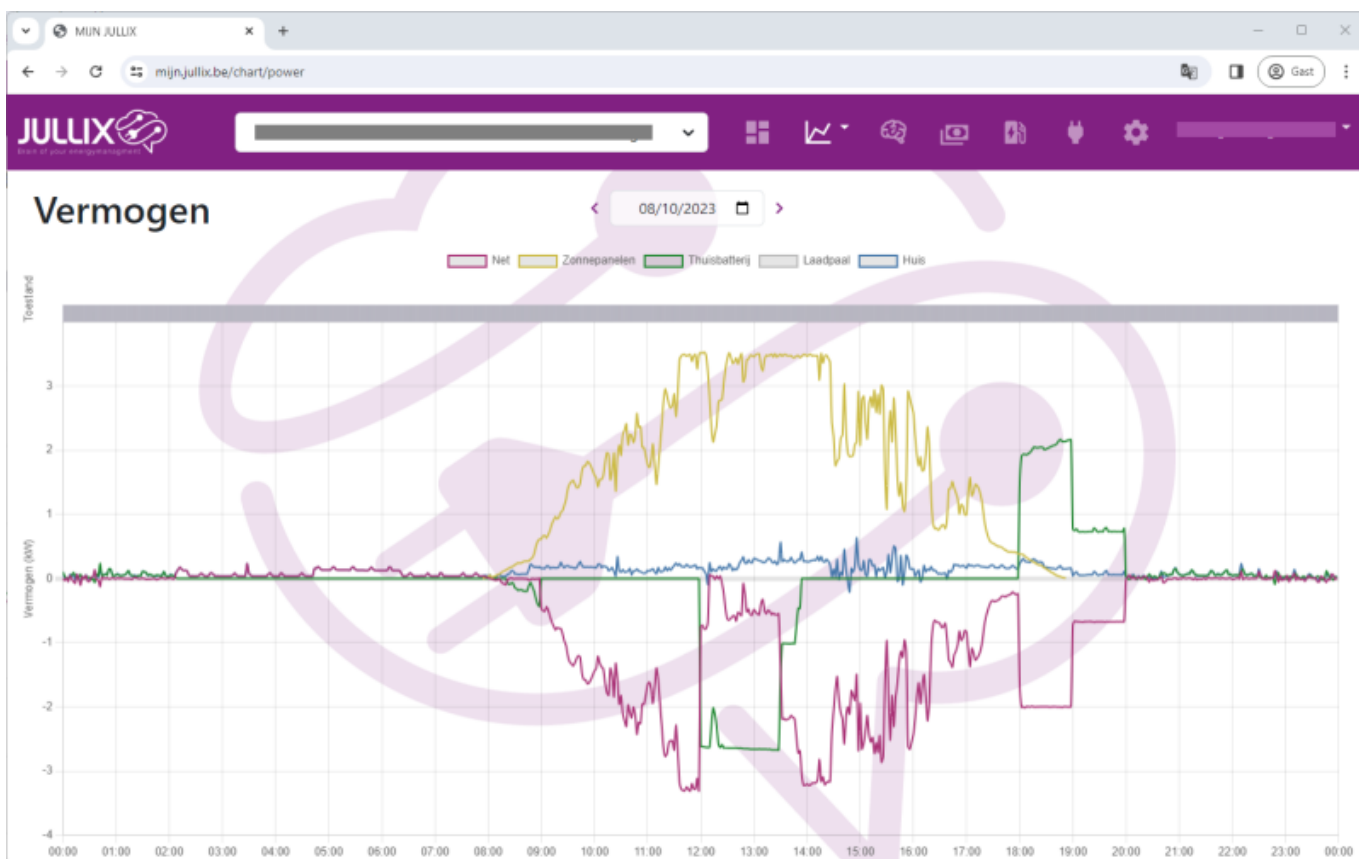 MIJN JULLIX
mijn.jullix.be/chart/power
Gast
JULLIX
Brain of your energymanagment
Vermogen
08/10/2023
Net Zonnepanelen Thuisbatterij Laadpaal Huis
Toestand
Vermogen (kW)
3
2
1
0
-1
-2
-3
-4
00:00 01:00 02:00 03:00 04:00 05:00 06:00 07:00 08:00 09:00 10:00 11:00 12:00 13:00 14:00 15:00 16:00 17:00 18:00 19:00 20:00 21:00 22:00 23:00 00:00